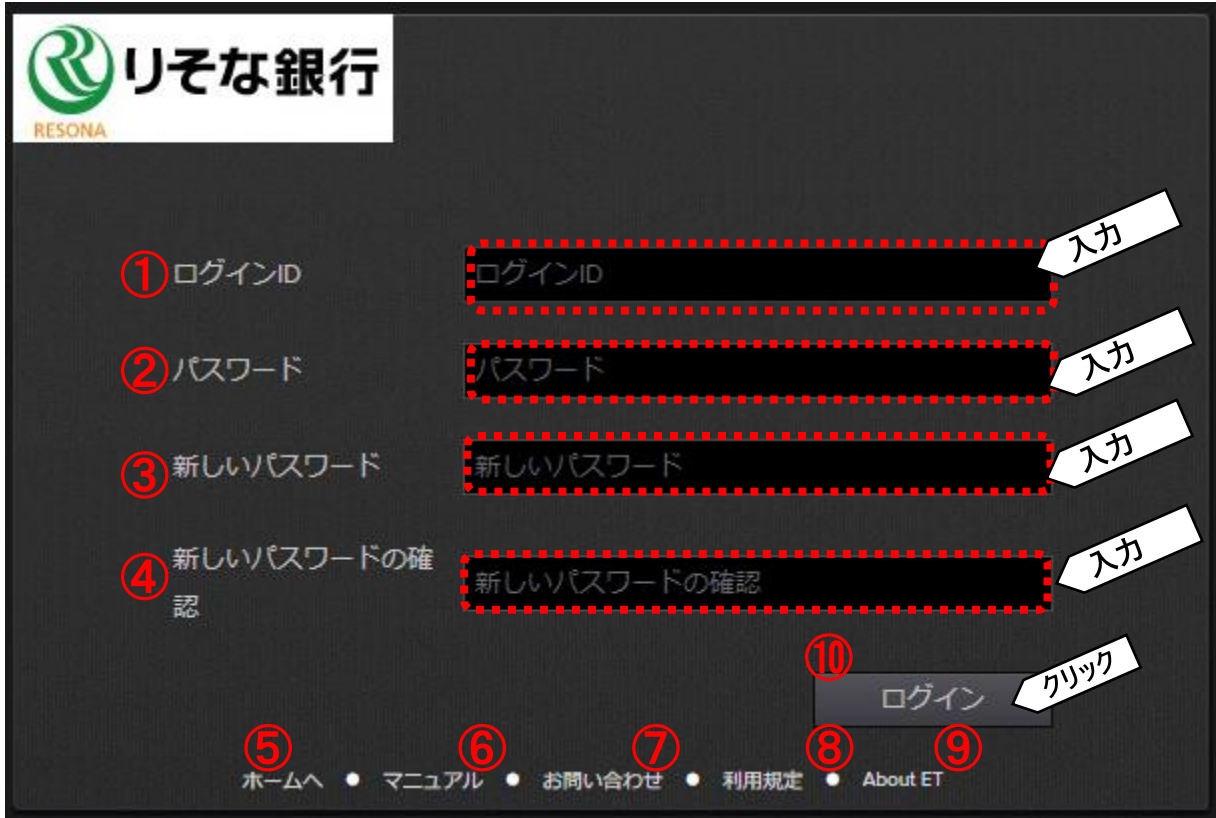 りそな銀行
RESONA
入力
① ログインID ログインID
入力
② パスワード パスワード
入力
③ 新しいパスワード 新しいパスワード
入力
④ 新しいパスワードの確
認
新しいパスワードの確認
⑩
ログイン クリック
⑤ ⑥ ⑦ ⑧ ⑨
ホームへ ● マニュアル ● お問い合わせ ● 利用規定 ● About ET